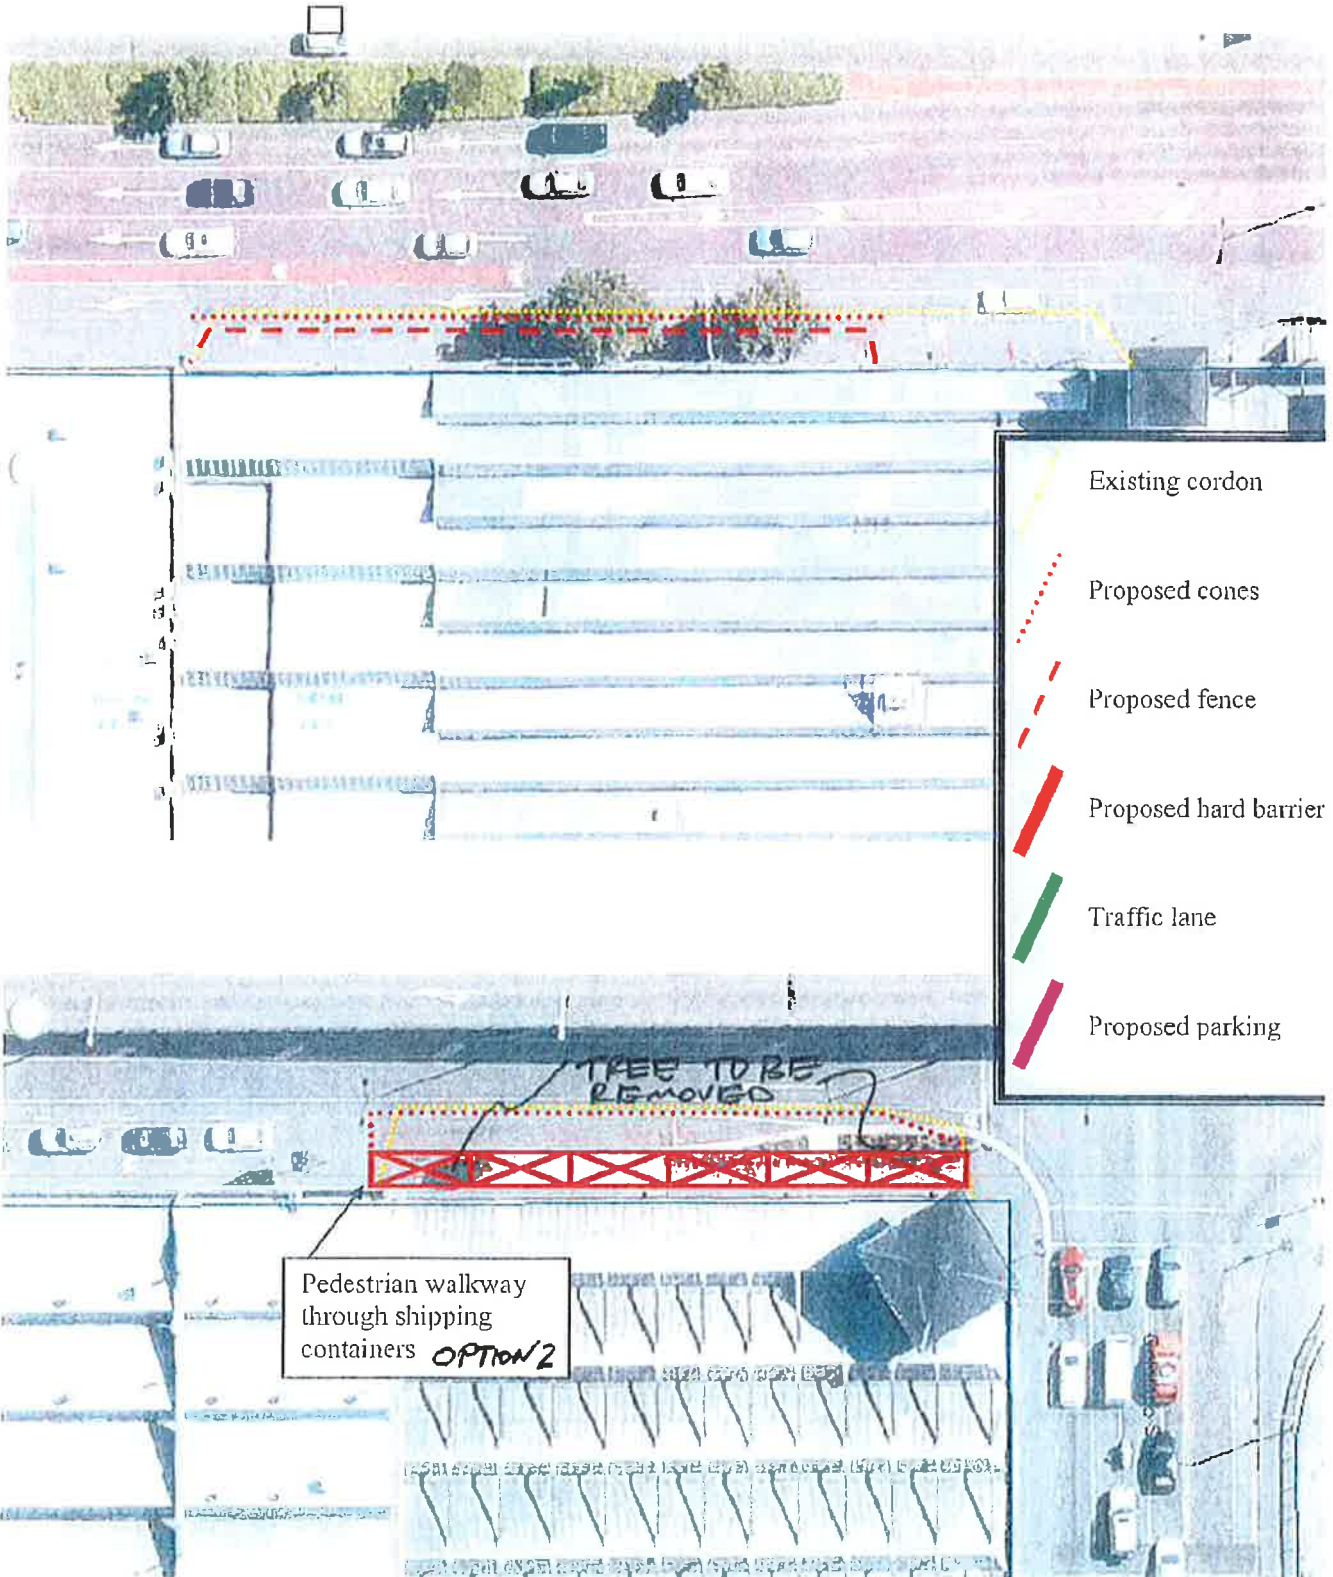 Existing cordon
Proposed cones
Proposed fence
Proposed hard barrier
Traffic lane
Proposed parking
TREE TO BE
REMOVED
Pedestrian walkway
through shipping
containers OPTION 2